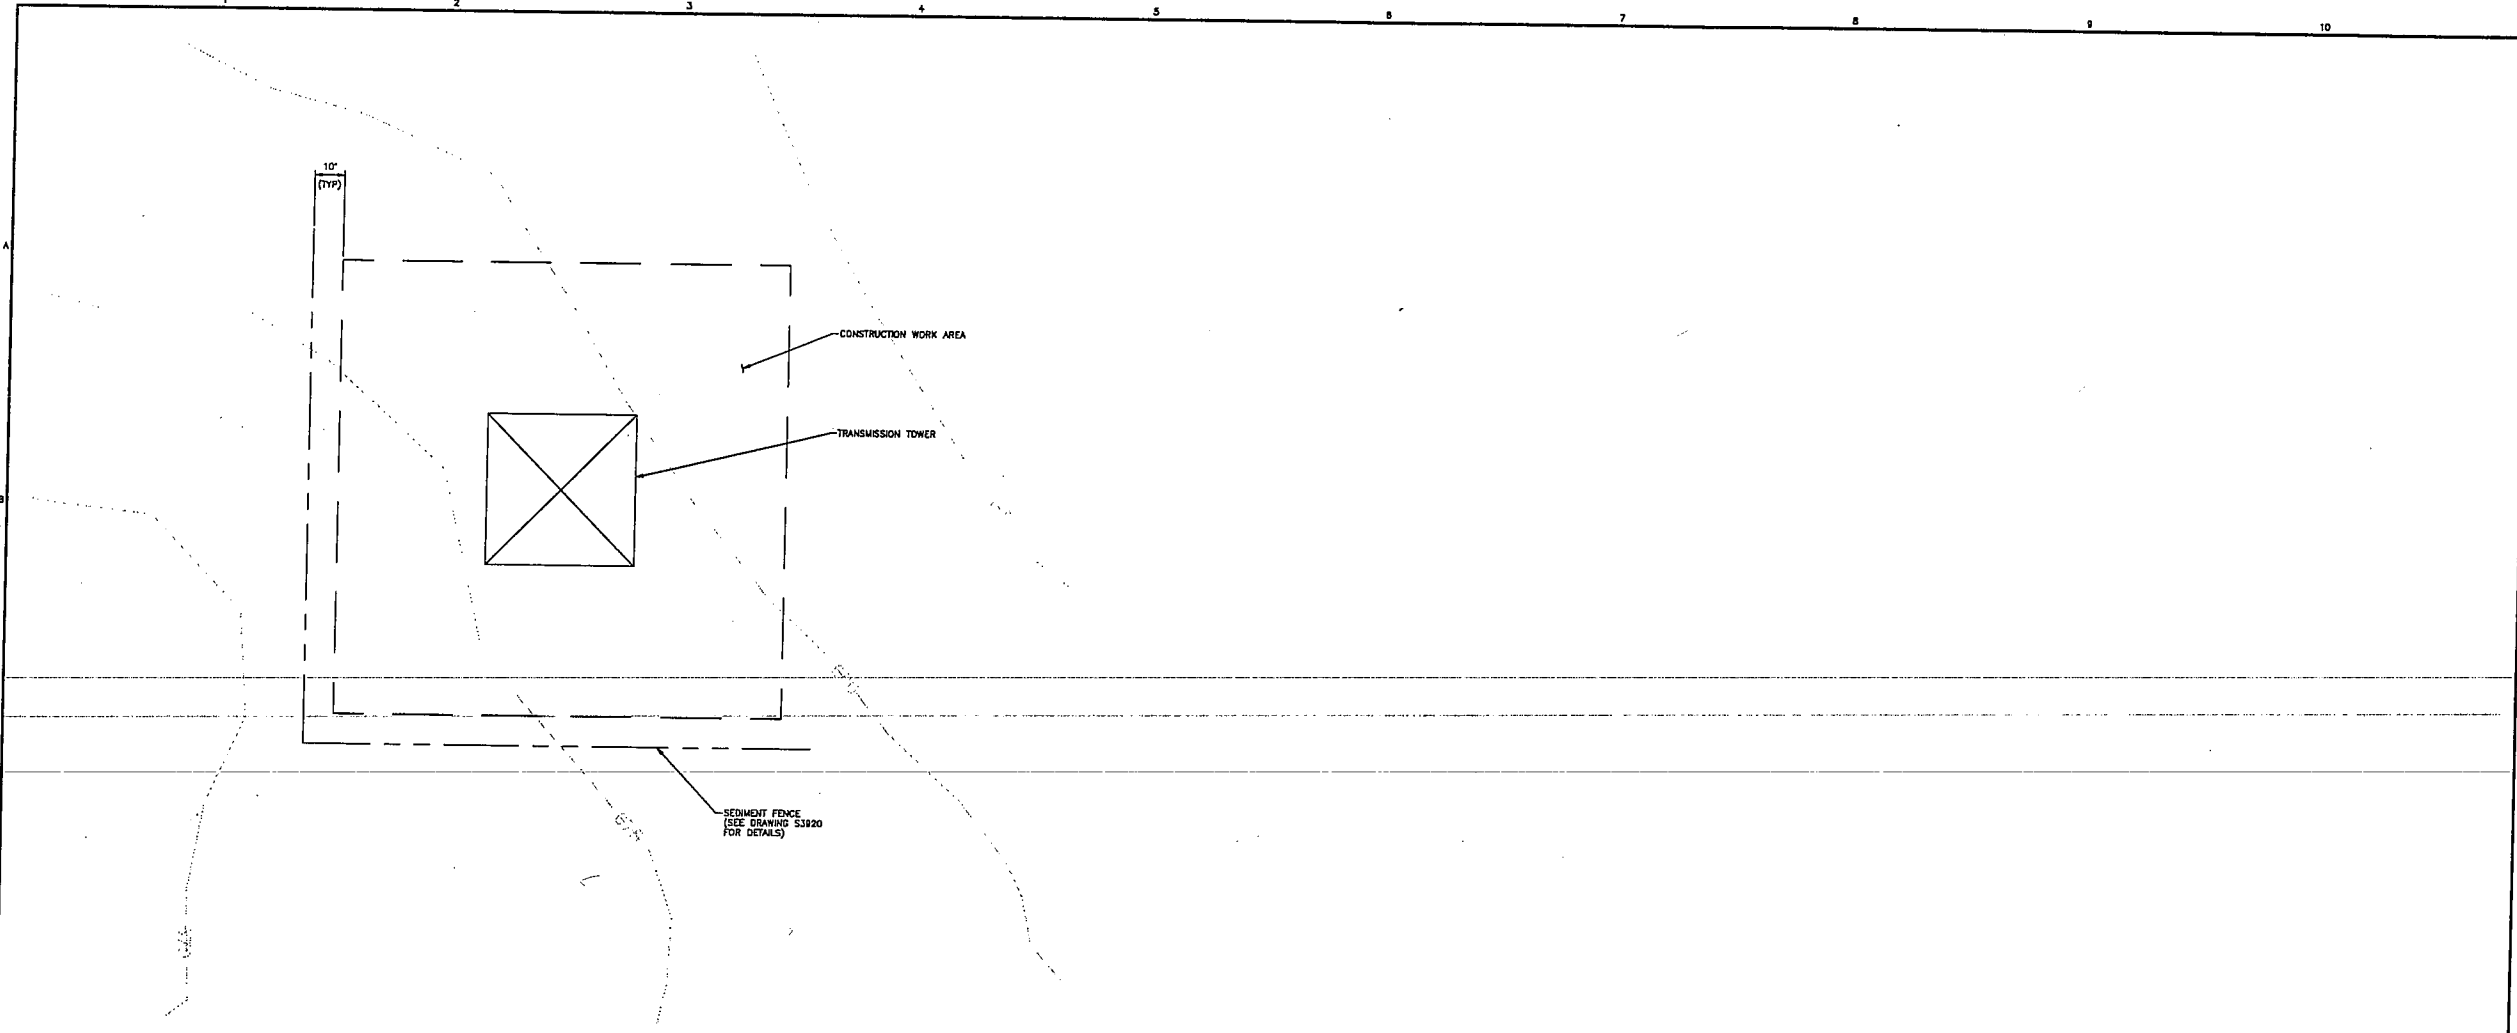 1 2 3 4 5 6 7 8 9 10
10'
(TYP)
A
CONSTRUCTION WORK AREA
TRANSMISSION TOWER
B
SEDIMENT FENCE
(SEE DRAWING S3920
FOR DETAILS)